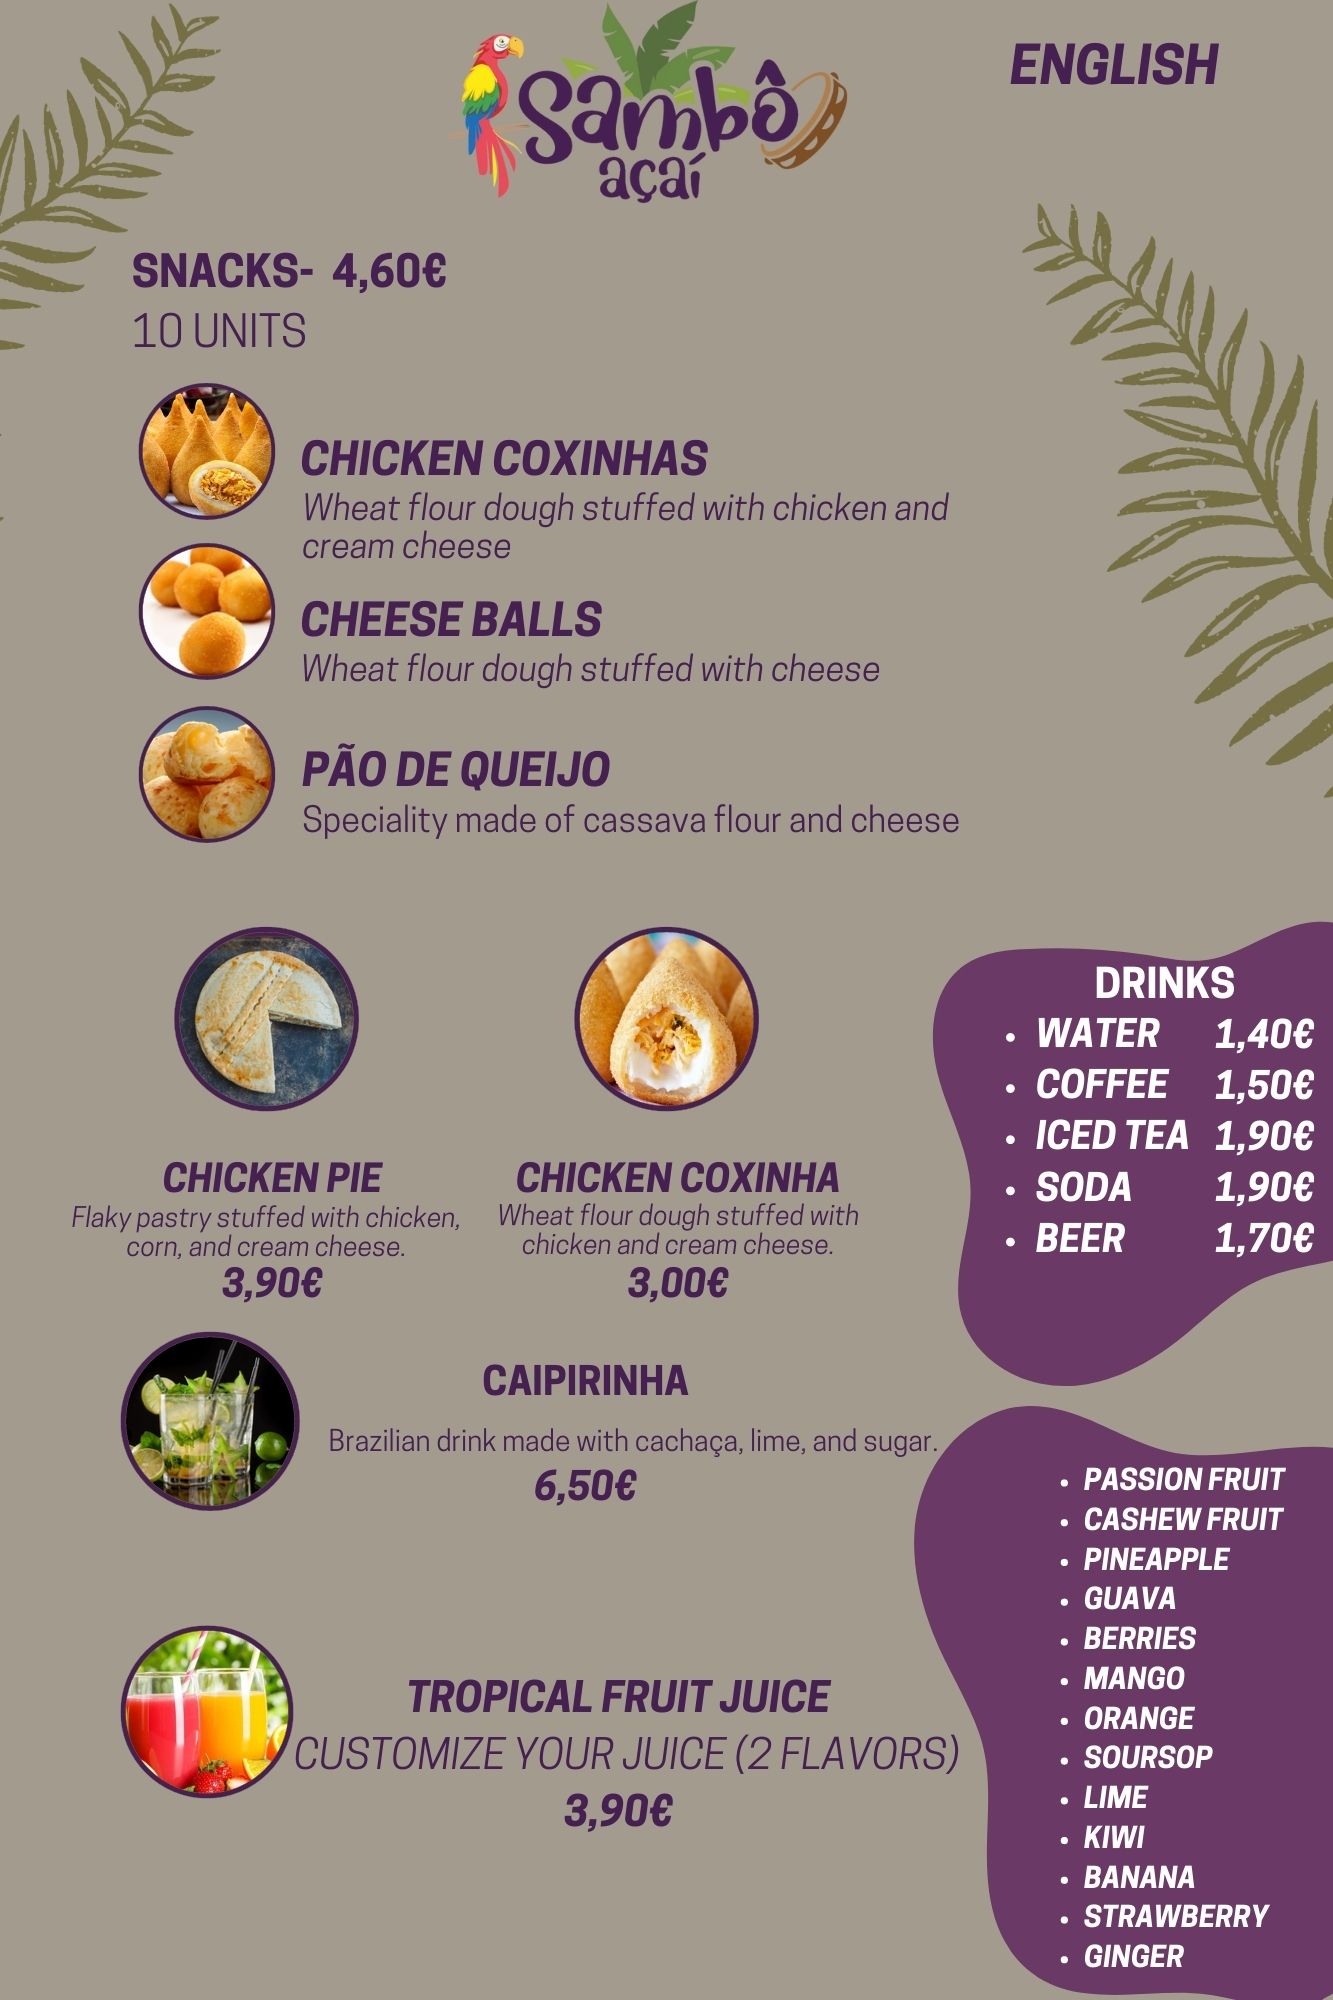 Sambô
açaí
ENGLISH
SNACKS- 4,60€
10 UNITS
CHICKEN COXINHAS
Wheat flour dough stuffed with chicken and
cream cheese
CHEESE BALLS
Wheat flour dough stuffed with cheese
PÃO DE QUEIJO
Speciality made of cassava flour and cheese
CHICKEN PIE
Flaky pastry stuffed with chicken,
corn, and cream cheese.
3,90€
CHICKEN COXINHA
Wheat flour dough stuffed with
chicken and cream cheese.
3,00€
DRINKS
• WATER 1,40€
• COFFEE 1,50€
• ICED TEA 1,90€
• SODA 1,90€
• BEER 1,70€
CAIPIRINHA
Brazilian drink made with cachaça, lime, and sugar.
6,50€
TROPICAL FRUIT JUICE
CUSTOMIZE YOUR JUICE (2 FLAVORS)
3,90€
• PASSION FRUIT
• CASHEW FRUIT
• PINEAPPLE
• GUAVA
• BERRIES
• MANGO
• ORANGE
• SOURSOP
• LIME
• KIWI
• BANANA
• STRAWBERRY
• GINGER